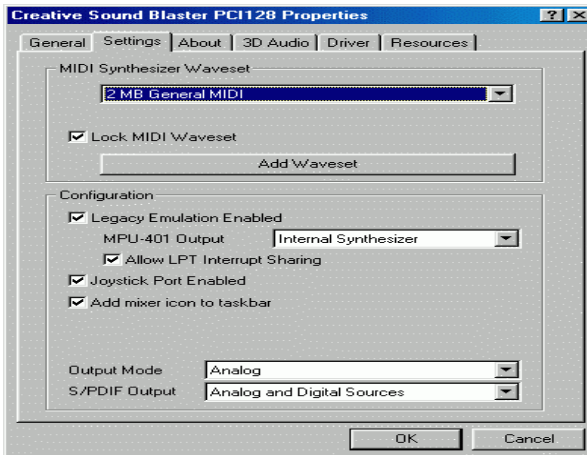 Creative Sound Blaster PCI128 Properties
General Settings About 3D Audio Driver Resources
MIDI Synthesizer Waveset
2 MB General MIDI
Lock MIDI Waveset
Add Waveset
Configuration
Legacy Emulation Enabled
MPU-401 Output Internal Synthesizer
Allow LPT Interrupt Sharing
Joystick Port Enabled
Add mixer icon to taskbar
Output Mode Analog
S/PDIF Output Analog and Digital Sources
OK Cancel